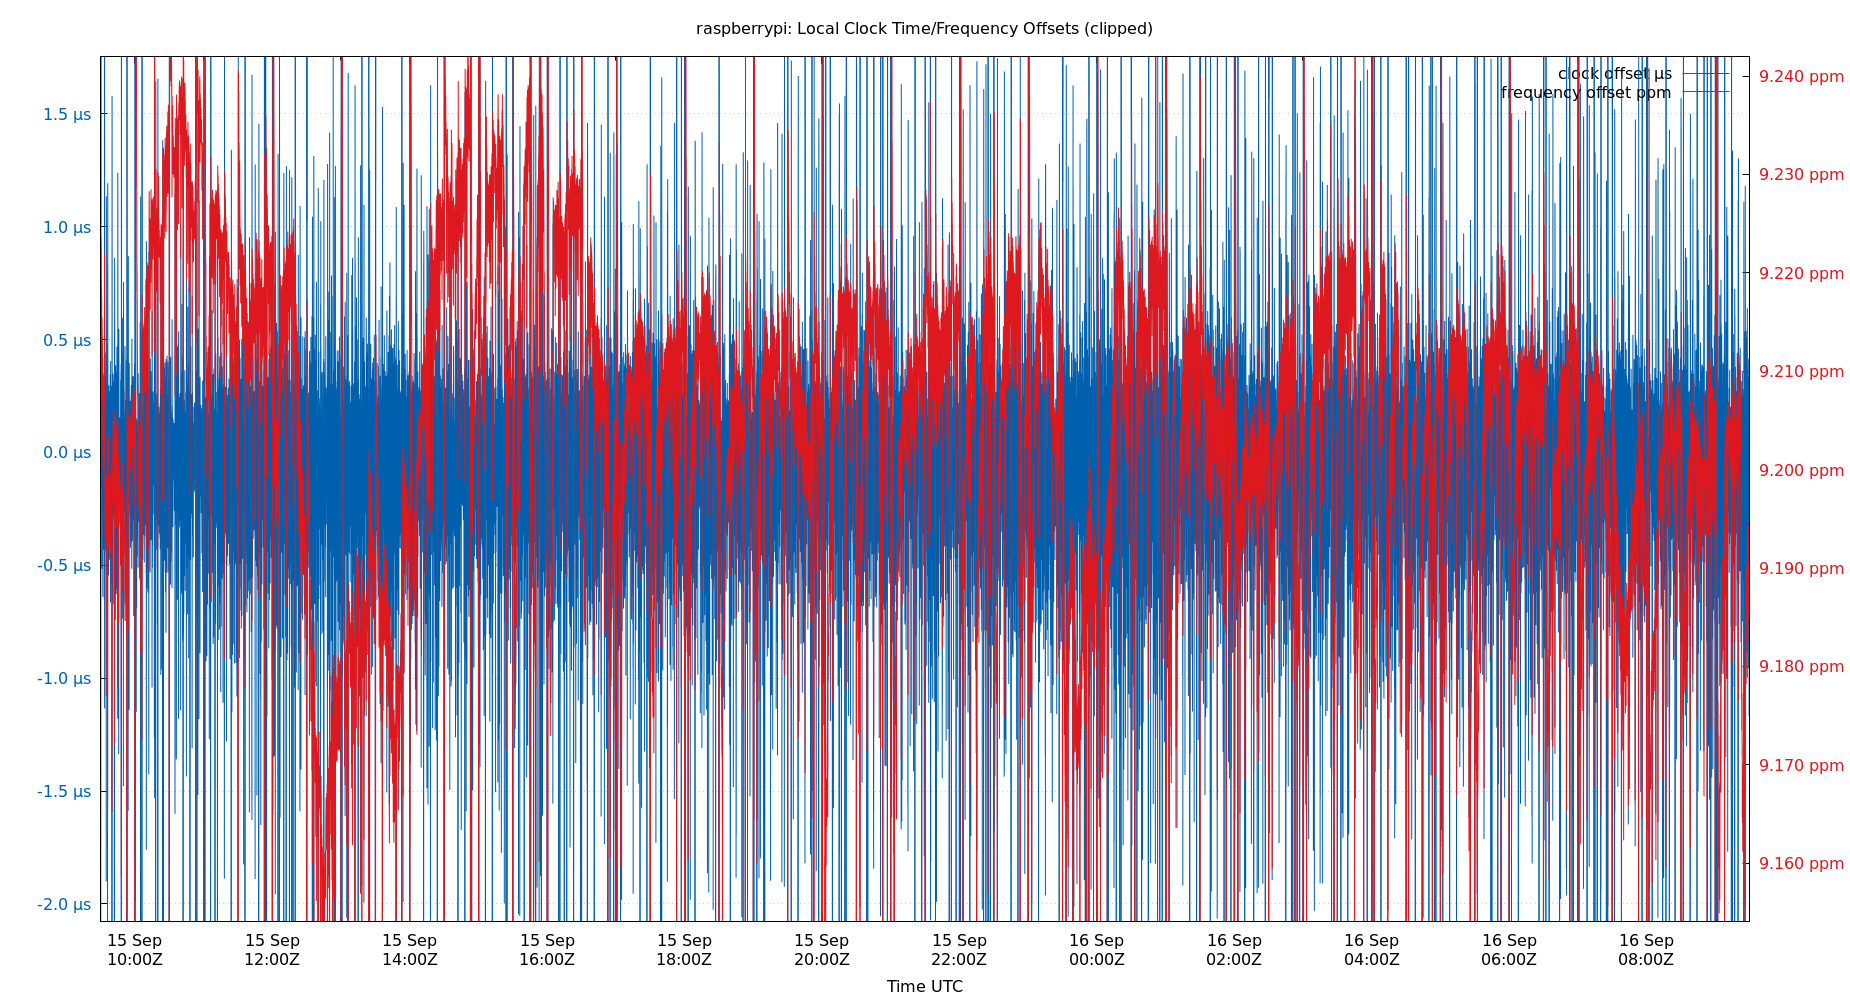 raspberrypi: Local Clock Time/Frequency Offsets (clipped)
clock offset µs
frequency offset ppm
1.5 µs
1.0 µs
0.5 µs
0.0 µs
-0.5 µs
-1.0 µs
-1.5 µs
-2.0 µs
9.240 ppm
9.230 ppm
9.220 ppm
9.210 ppm
9.200 ppm
9.190 ppm
9.180 ppm
9.170 ppm
9.160 ppm
15 Sep 15 Sep 15 Sep 15 Sep 15 Sep 15 Sep 15 Sep 16 Sep 16 Sep 16 Sep 16 Sep 16 Sep
10:00Z 12:00Z 14:00Z 16:00Z 18:00Z 20:00Z 22:00Z 00:00Z 02:00Z 04:00Z 06:00Z 08:00Z
Time UTC